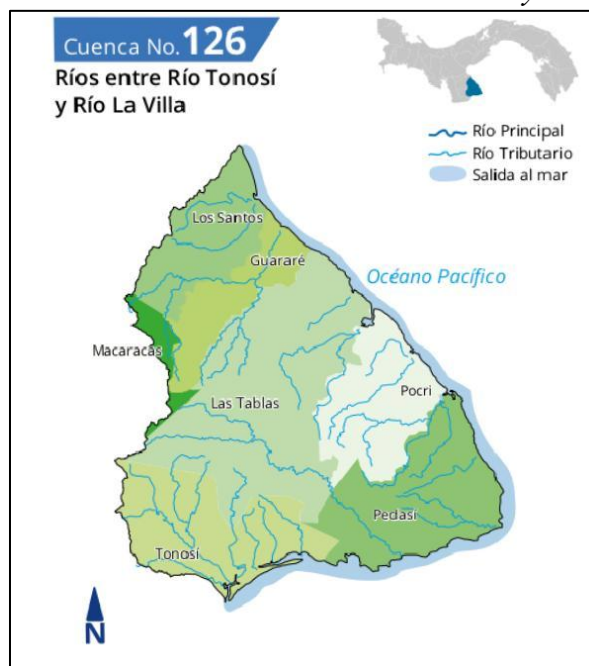 Cuenca No. 126
Ríos entre Río Tonosí
y Río La Villa
Río Principal
Río Tributario
Salida al mar
Los Santos
Guararé
Océano Pacífico
Macaracas
Las Tablas
Pocri
Pedasí
Tonosí
N